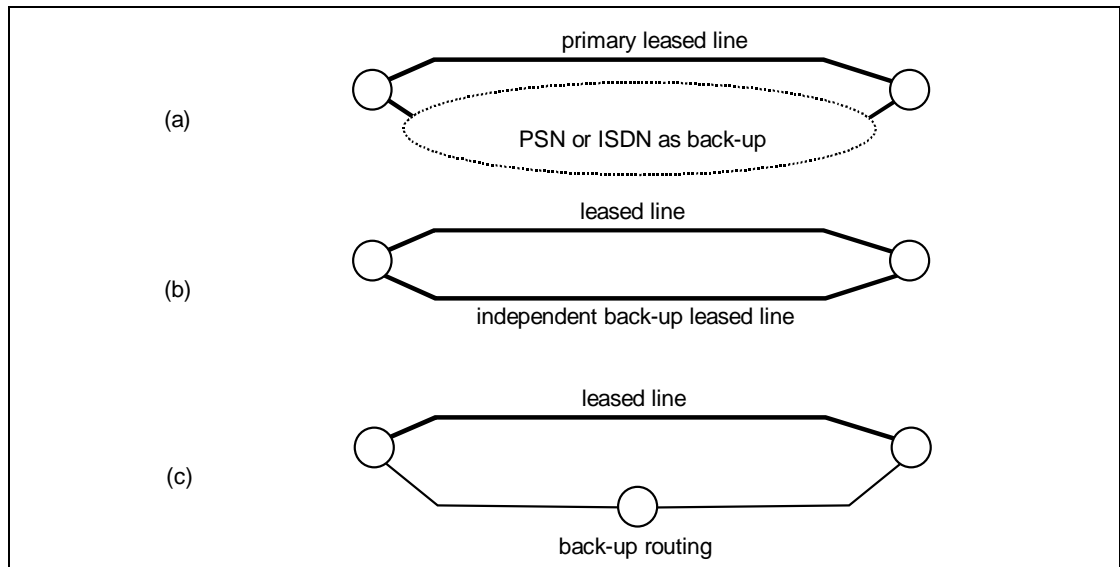 primary leased line
(a)
PSN or ISDN as back-up
leased line
(b)
independent back-up leased line
leased line
(c)
back-up routing